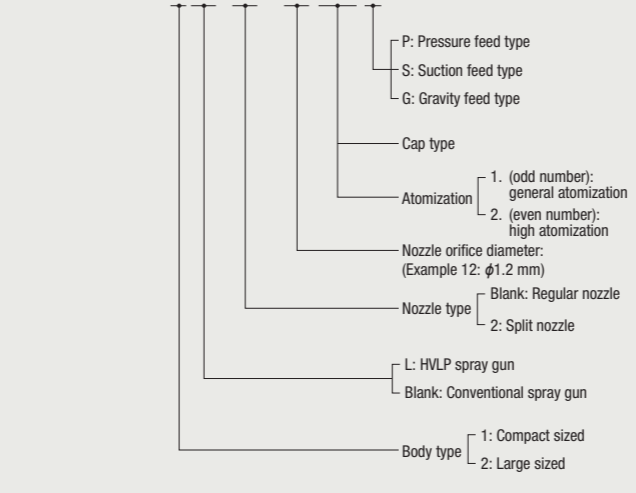 P: Pressure feed type
S: Suction feed type
G: Gravity feed type
Cap type
Atomization
1. (odd number):
general atomization
2. (even number):
high atomization
Nozzle orifice diameter:
(Example 12: ϕ1.2 mm)
Nozzle type
Blank: Regular nozzle
2: Split nozzle
L: HVLP spray gun
Blank: Conventional spray gun
Body type
1: Compact sized
2: Large sized